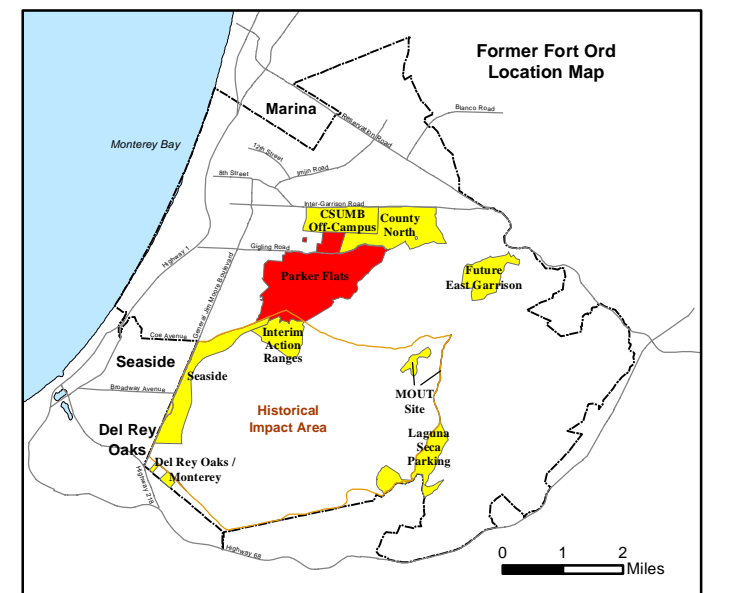 Former Fort Ord
Location Map
Marina
Blanco Road
Reservation Road
Monterey Bay
12th Street
Imjin Road
8th Street
Inter-Garrison Road
CSUMB
Off-Campus
County
North
Gigling Road
Highway 1
General Jim Moore Boulevard
Parker Flats
Future
East Garrison
Coe Avenue
Interim
Action
Ranges
Seaside
Seaside
Broadway Avenue
MOUT
Site
Historical
Impact Area
Del Rey
Oaks
Laguna
Seca
Parking
Del Rey Oaks /
Monterey
Highway 218
Highway 68
0 1 2
Miles